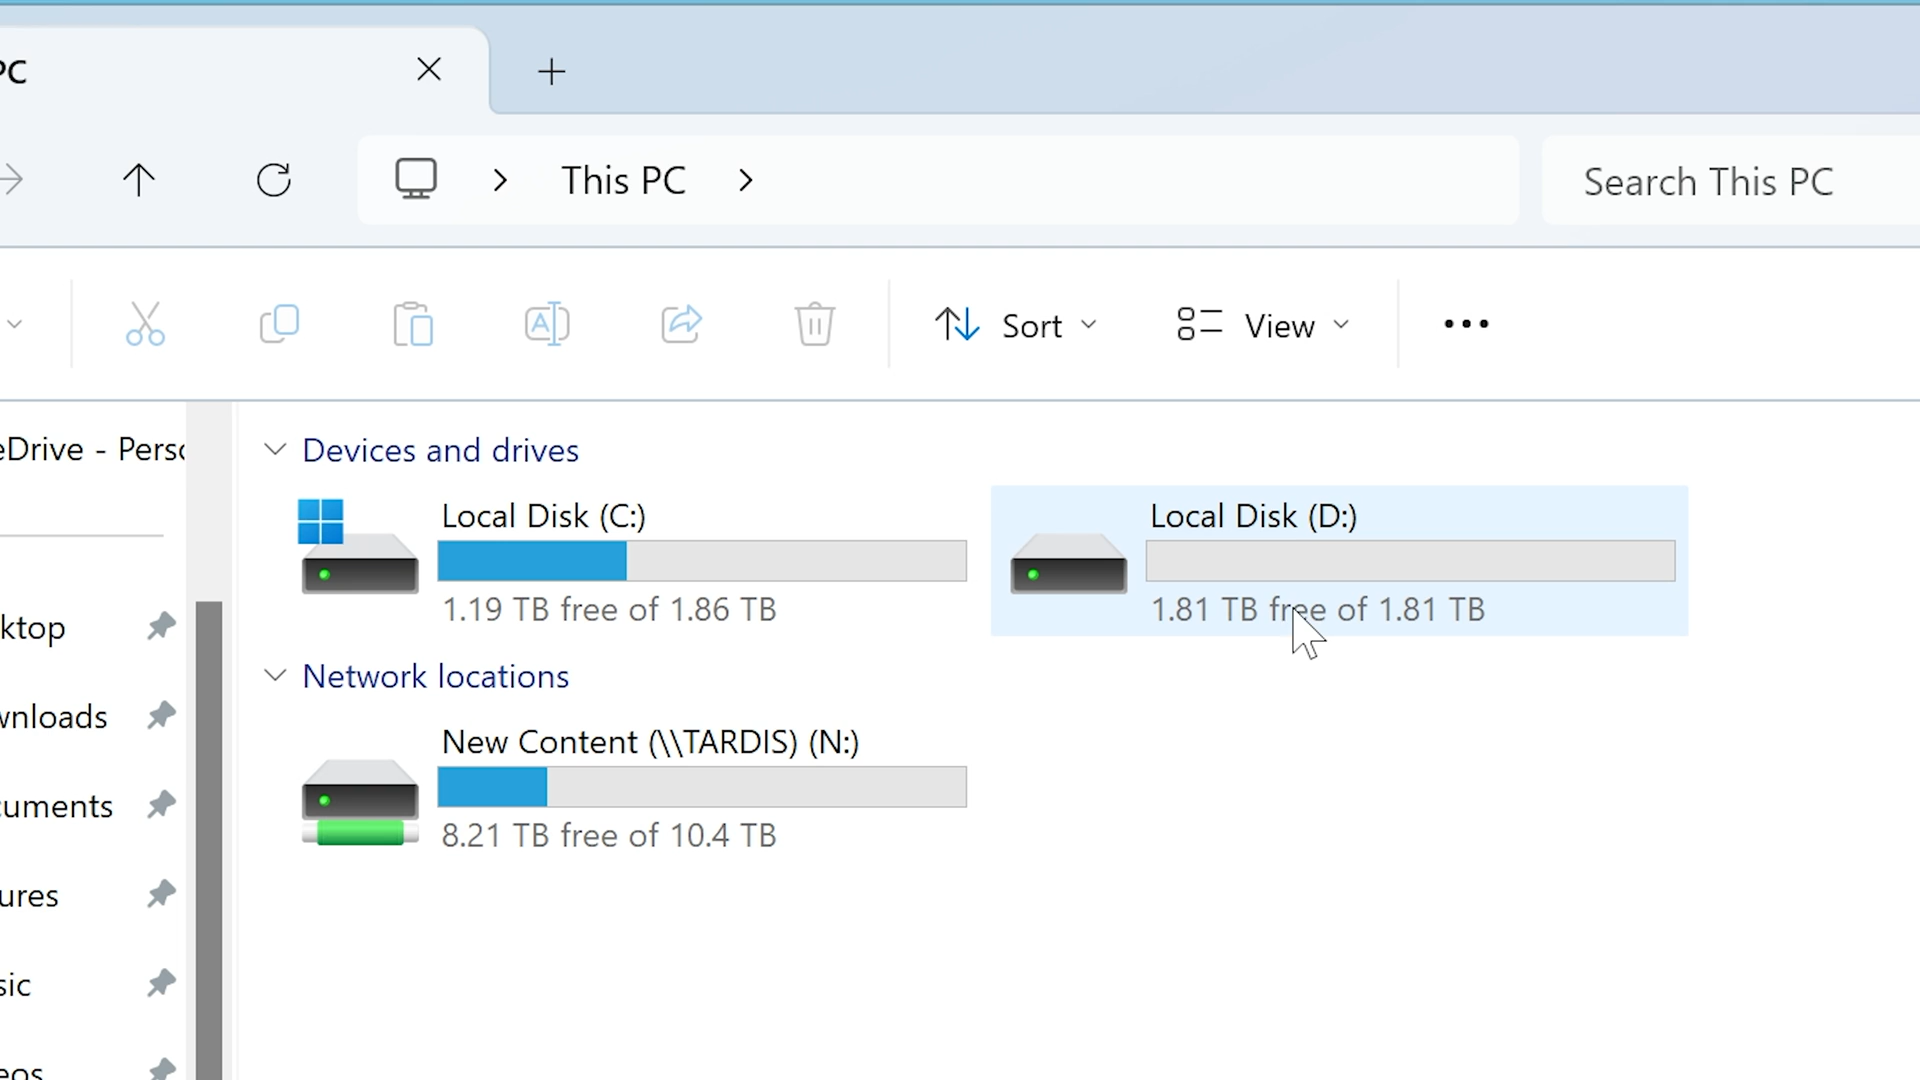 PC
This PC
Search This PC
Sort
View
eDrive - Perso
Devices and drives
Local Disk (C:)
1.19 TB free of 1.86 TB
Local Disk (D:)
1.81 TB free of 1.81 TB
ktop
Network locations
wnloads
New Content (\\TARDIS) (N:)
8.21 TB free of 10.4 TB
cuments
ures
sic
eos